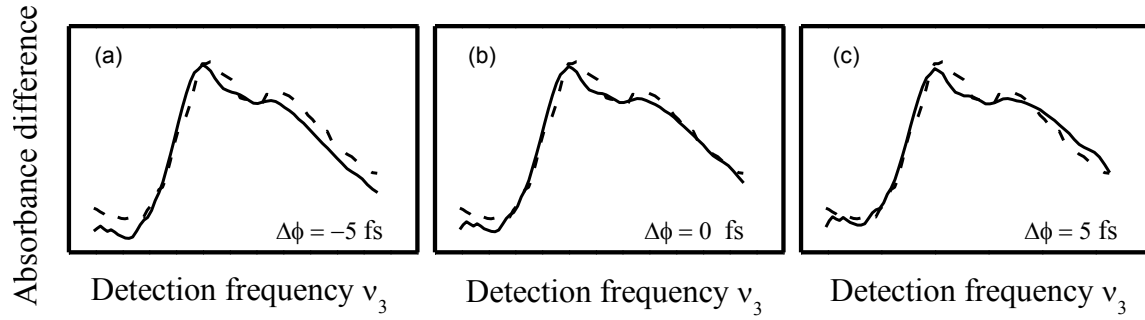 Absorbance difference
(a)
Δϕ = −5 fs
Detection frequency ν₃
(b)
Δϕ = 0 fs
Detection frequency ν₃
(c)
Δϕ = 5 fs
Detection frequency ν₃